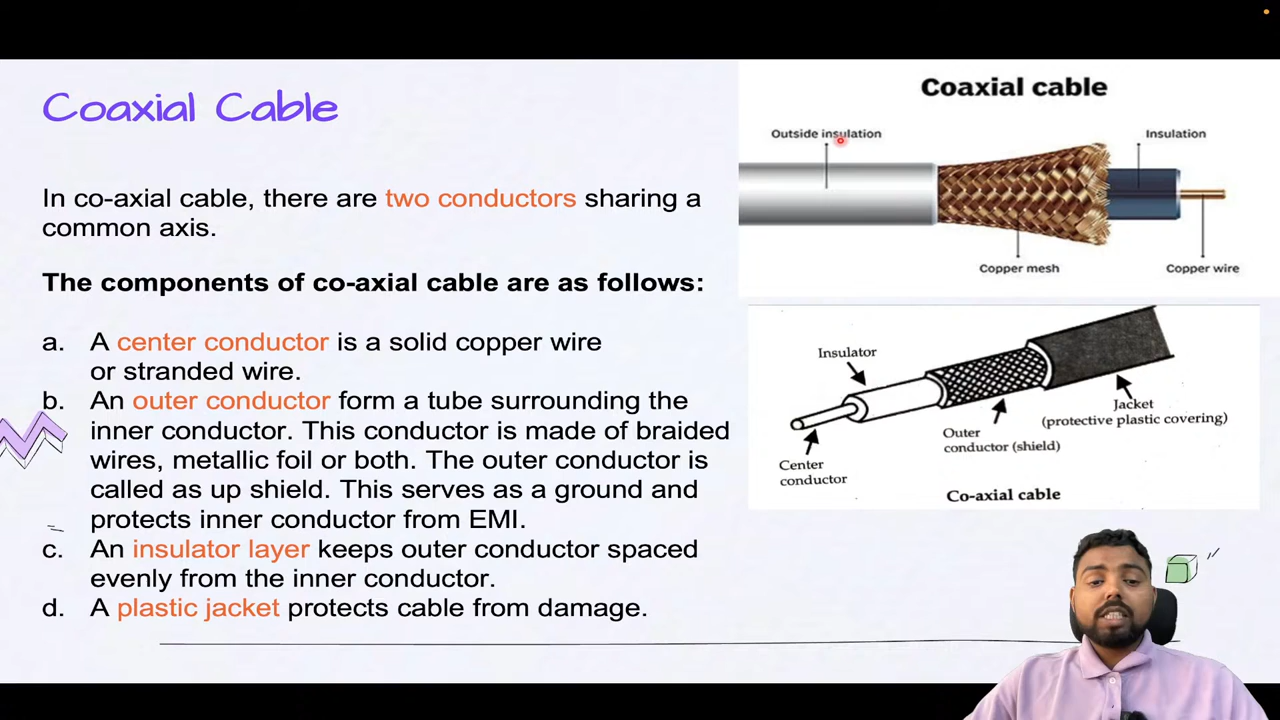 Coaxial Cable
In co-axial cable, there are two conductors sharing a
common axis.
The components of co-axial cable are as follows:
a. A center conductor is a solid copper wire
or stranded wire.
b. An outer conductor form a tube surrounding the
inner conductor. This conductor is made of braided
wires, metallic foil or both. The outer conductor is
called as up shield. This serves as a ground and
protects inner conductor from EMI.
c. An insulator layer keeps outer conductor spaced
evenly from the inner conductor.
d. A plastic jacket protects cable from damage.
Coaxial cable
Outside insulation
Insulation
Copper mesh
Copper wire
Insulator
Jacket
(protective plastic covering)
Outer
conductor (shield)
Center
conductor
Co-axial cable